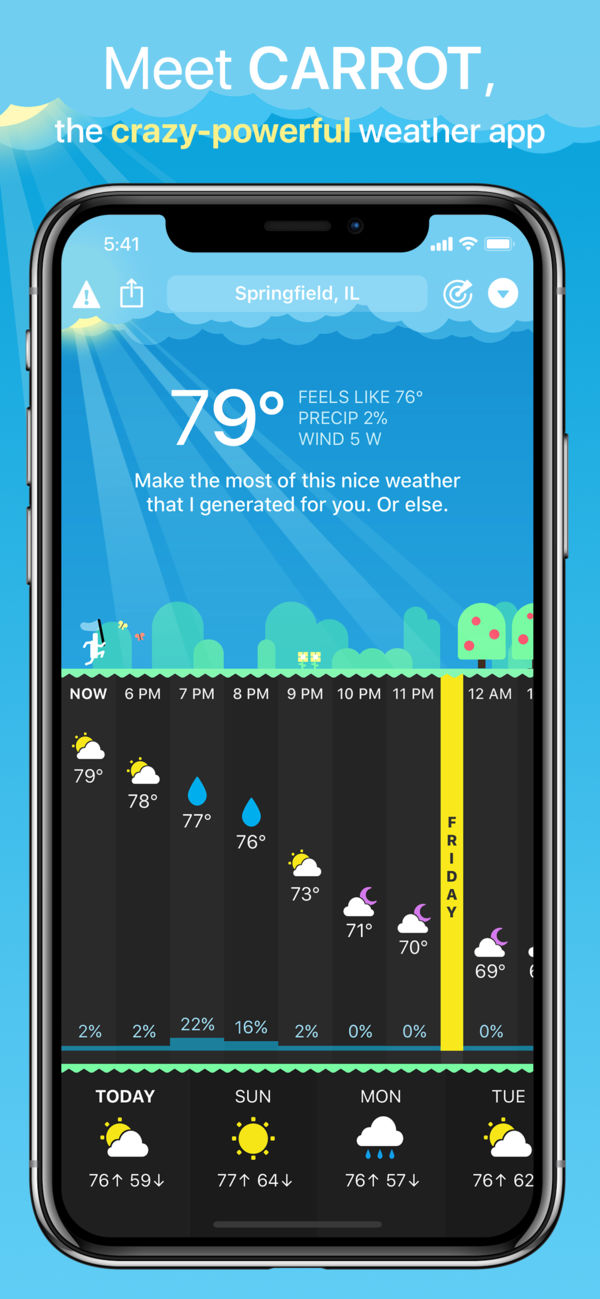 Meet CARROT,
the crazy-powerful weather app
5:41
Springfield, IL
79°
FEELS LIKE 76°
PRECIP 2%
WIND 5 W
Make the most of this nice weather
that I generated for you. Or else.
NOW 6 PM 7 PM 8 PM 9 PM 10 PM 11 PM 12 AM 1
79° 78° 77° 76° 73° 71° 70° 69° 6
FRIDAY
2% 2% 22% 16% 2% 0% 0% 0%
TODAY SUN MON TUE
76↑ 59↓ 77↑ 64↓ 76↑ 57↓ 76↑ 62